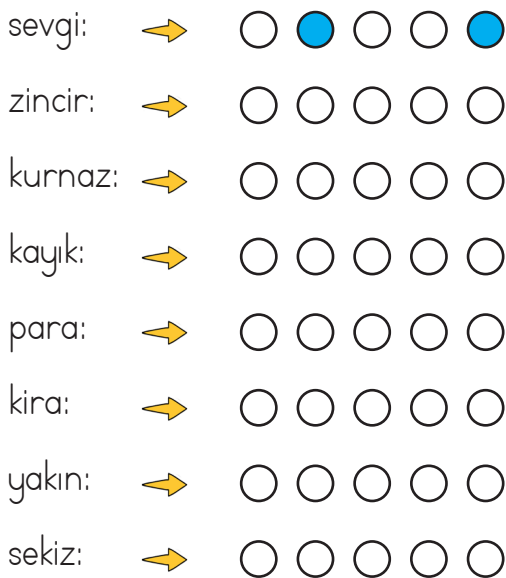 sevgi:
zincir:
kurnaz:
kayık:
para:
kira:
yakın:
sekiz: